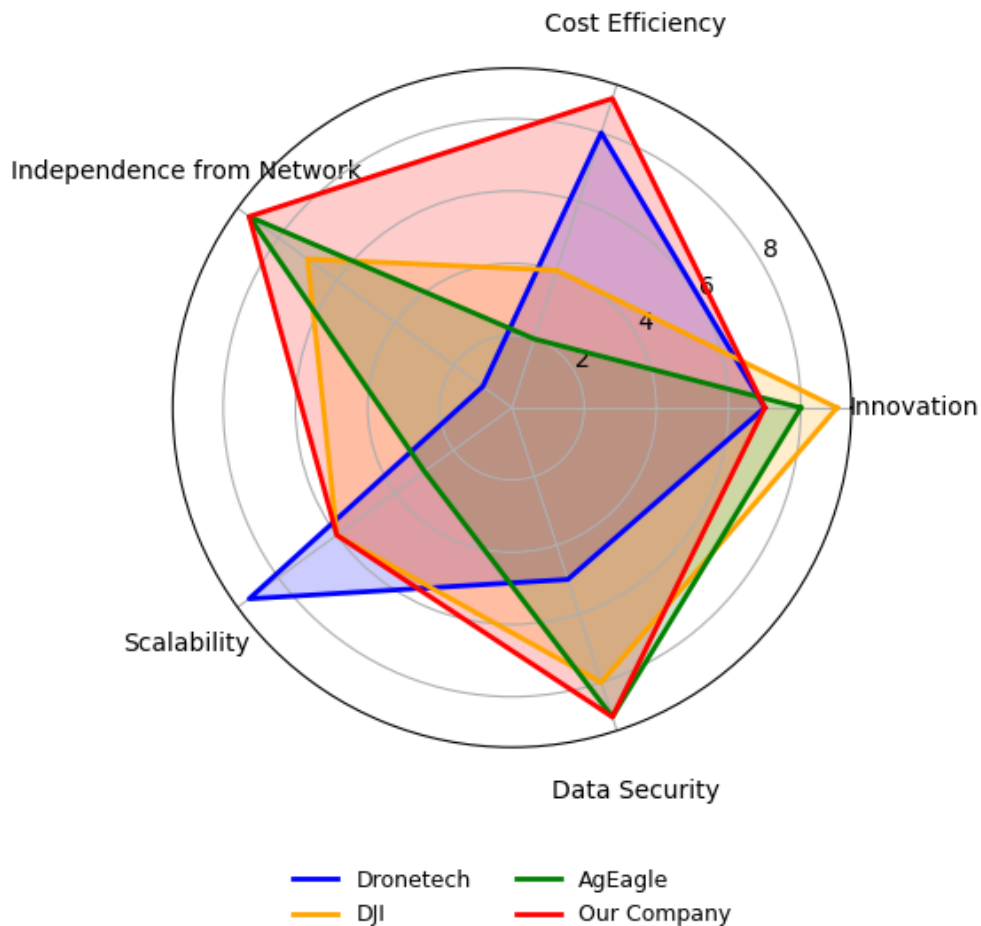 Cost Efficiency
Independence from Network
8
6
4
2
Innovation
Scalability
Data Security
Dronetech
AgEagle
DJI
Our Company